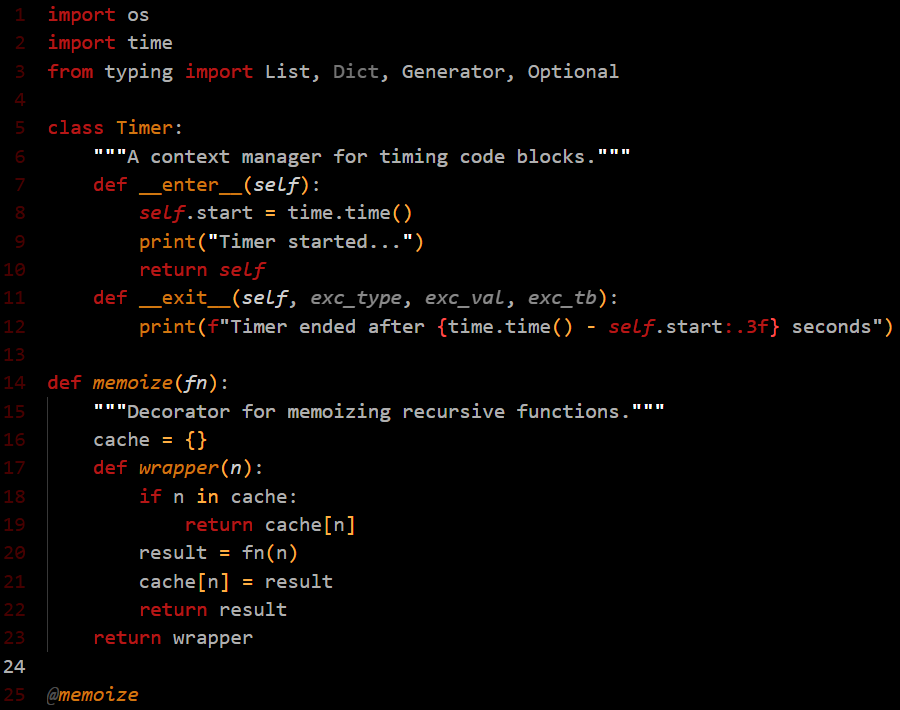 1 import os
2 import time
3 from typing import List, Dict, Generator, Optional
4
5 class Timer:
6     """A context manager for timing code blocks."""
7     def __enter__(self):
8         self.start = time.time()
9         print("Timer started...")
10         return self
11     def __exit__(self, exc_type, exc_val, exc_tb):
12         print(f"Timer ended after {time.time() - self.start:.3f} seconds")
13
14 def memoize(fn):
15     """Decorator for memoizing recursive functions."""
16     cache = {}
17     def wrapper(n):
18         if n in cache:
19             return cache[n]
20         result = fn(n)
21         cache[n] = result
22         return result
23     return wrapper
24
25 @memoize